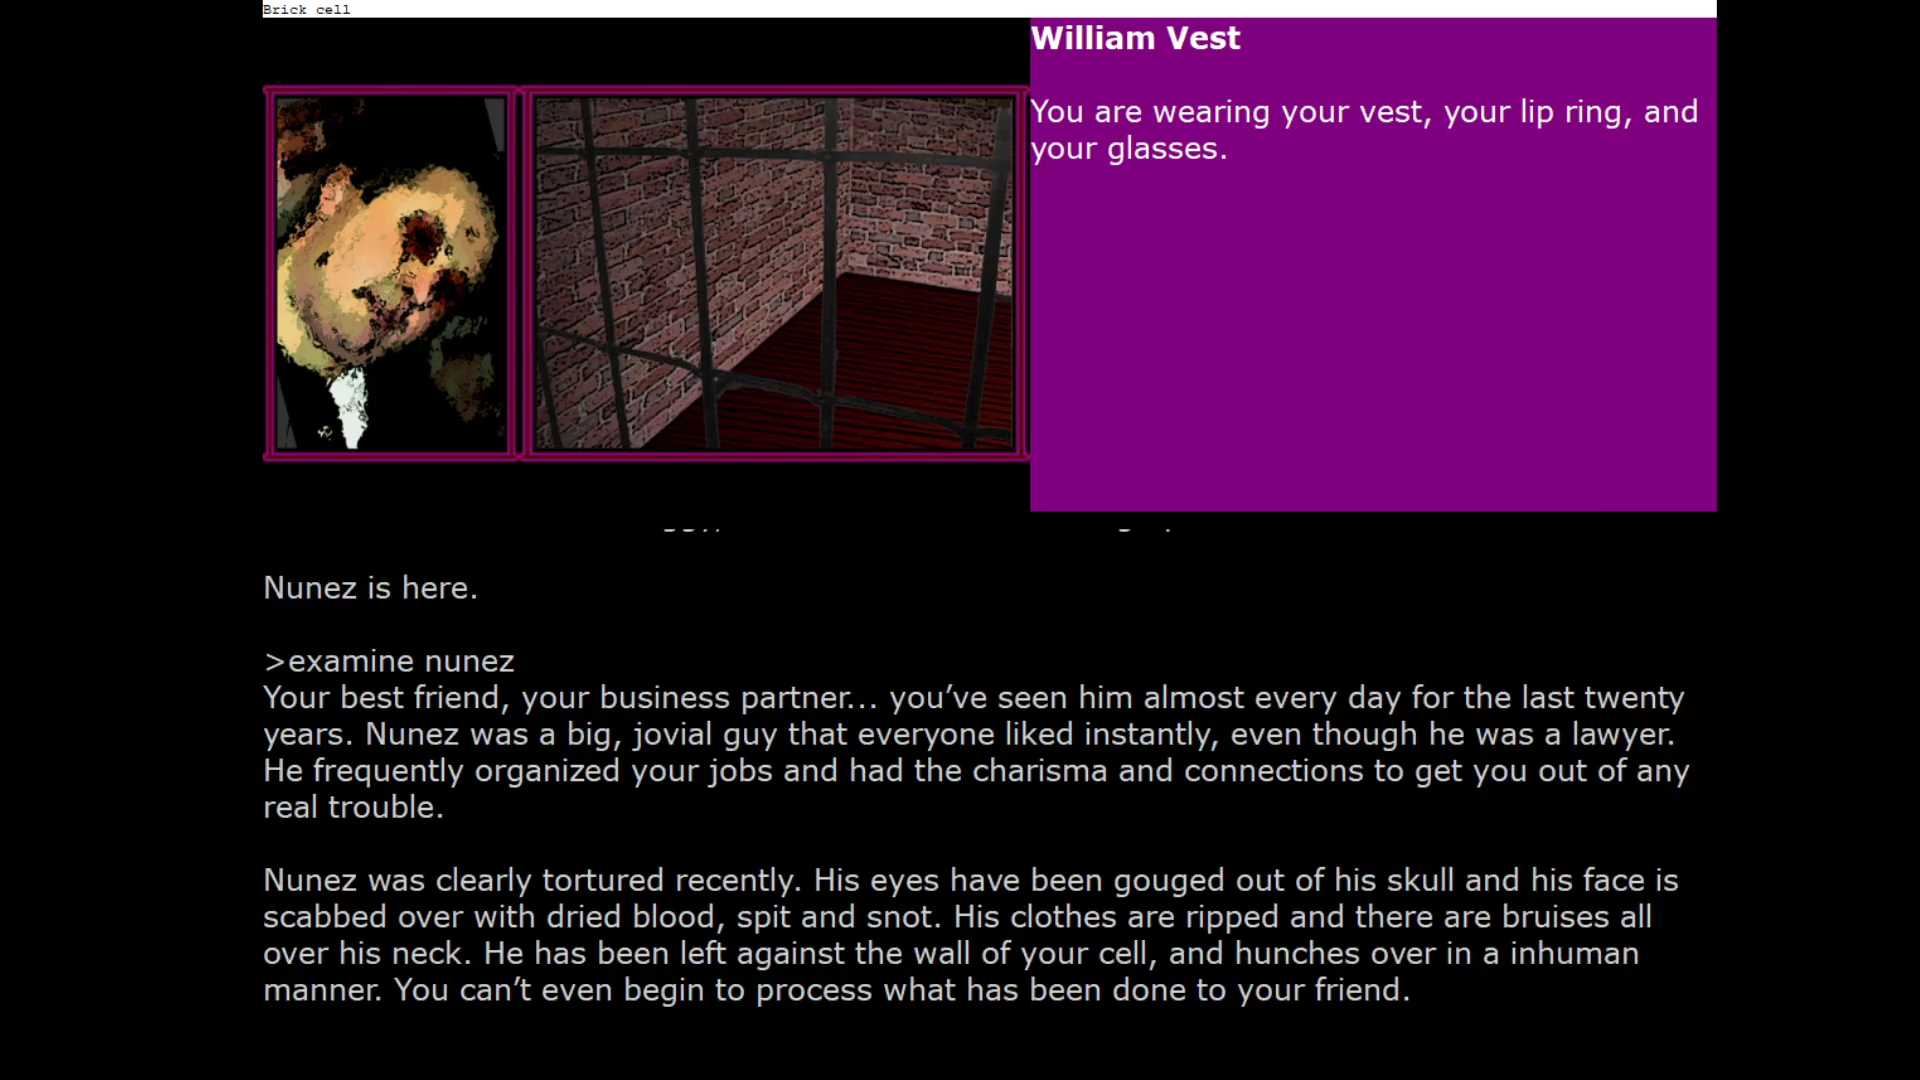 Brick cell
William Vest
You are wearing your vest, your lip ring, and
your glasses.
Nunez is here.
>examine nunez
Your best friend, your business partner... you’ve seen him almost every day for the last twenty
years. Nunez was a big, jovial guy that everyone liked instantly, even though he was a lawyer.
He frequently organized your jobs and had the charisma and connections to get you out of any
real trouble.
Nunez was clearly tortured recently. His eyes have been gouged out of his skull and his face is
scabbed over with dried blood, spit and snot. His clothes are ripped and there are bruises all
over his neck. He has been left against the wall of your cell, and hunches over in a inhuman
manner. You can’t even begin to process what has been done to your friend.